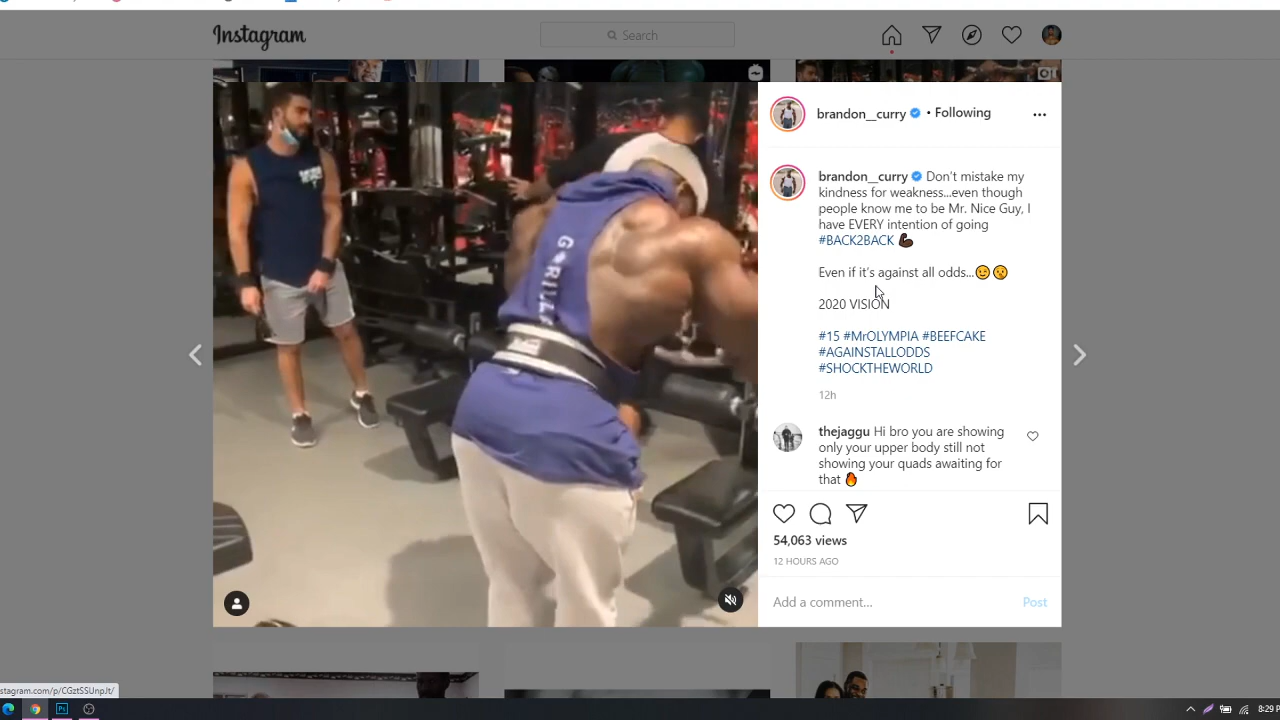 Instagram
Search
brandon__curry • Following
brandon__curry Don't mistake my
kindness for weakness...even though
people know me to be Mr. Nice Guy, I
have EVERY intention of going
#BACK2BACK 💪🏿
Even if it's against all odds...😉🤫
2020 VISION
#15 #MrOLYMPIA #BEEFCAKE
#AGAINSTALLODDS
#SHOCKTHEWORLD
12h
thejaggu Hi bro you are showing
only your upper body still not
showing your quads awaiting for
that 🔥
54,063 views
12 HOURS AGO
Add a comment... Post
GORILLA
nstagram.com/p/CGztSSUnpJt/
8:29 P